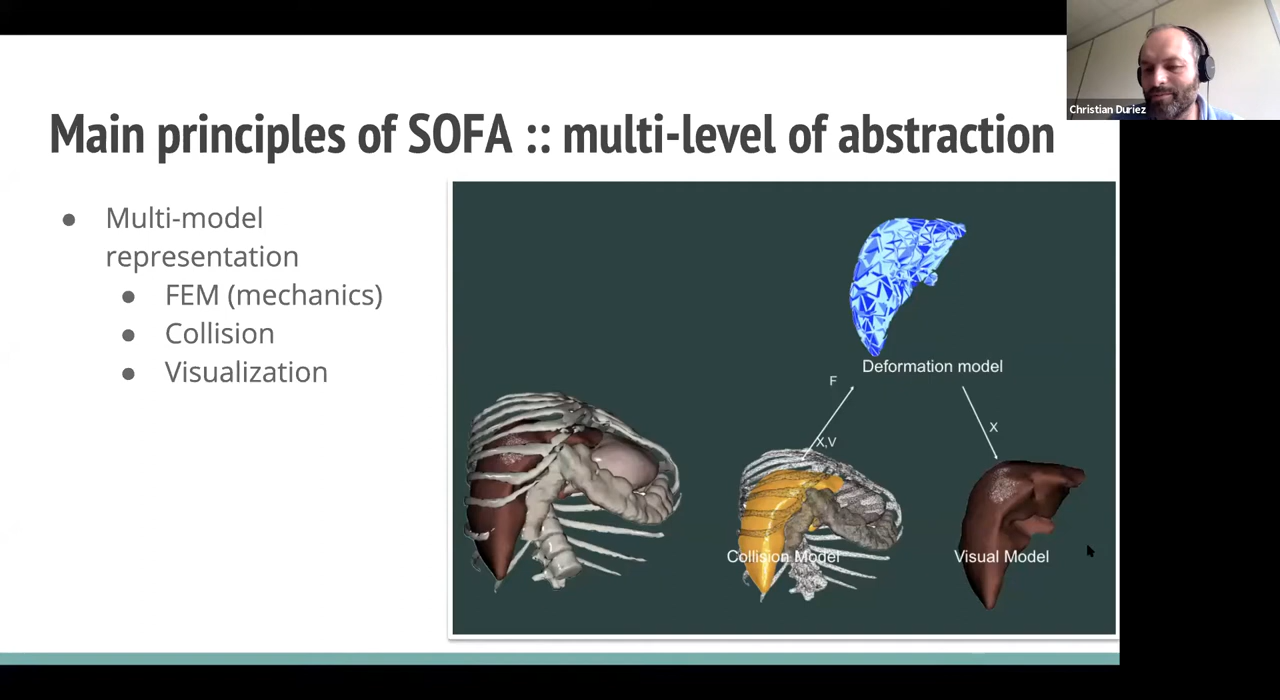 Christian Duriez
Main principles of SOFA :: multi-level of abstraction
● Multi-model
representation
● FEM (mechanics)
● Collision
● Visualization
Deformation model
F
X
X,V
Collision Model
Visual Model